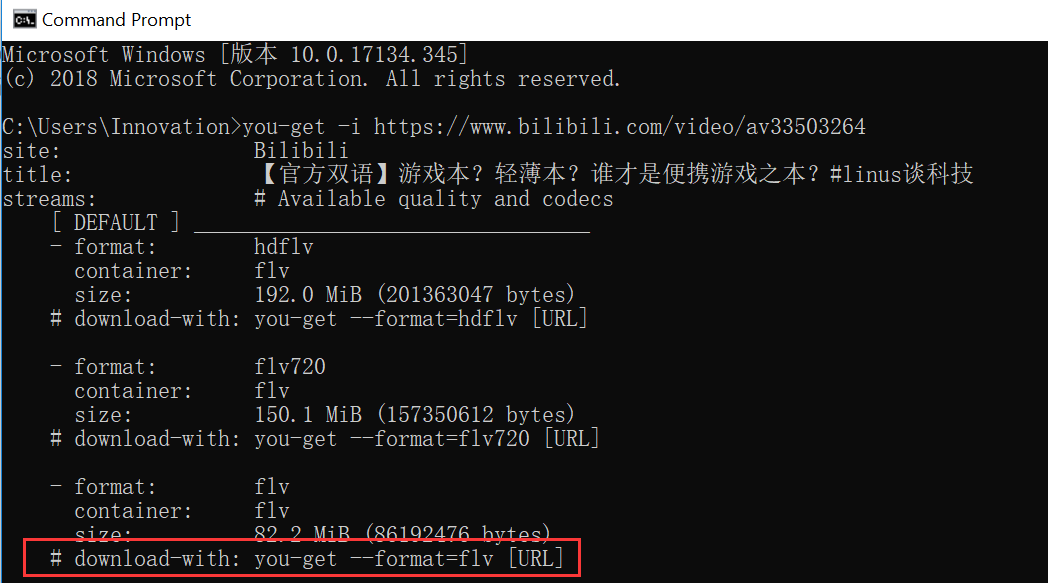 Command Prompt
Microsoft Windows [版本 10.0.17134.345]
(c) 2018 Microsoft Corporation. All rights reserved.
C:\Users\Innovation>you-get -i https://www.bilibili.com/video/av33503264
site: Bilibili
title: 【官方双语】游戏本？轻薄本？谁才是便携游戏之本？#linus谈科技
streams: # Available quality and codecs
[ DEFAULT ] _________________________________
- format: hdflv
container: flv
size: 192.0 MiB (201363047 bytes)
# download-with: you-get --format=hdflv [URL]
- format: flv720
container: flv
size: 150.1 MiB (157350612 bytes)
# download-with: you-get --format=flv720 [URL]
- format: flv
container: flv
size: 82.2 MiB (86192476 bytes)
# download-with: you-get --format=flv [URL]